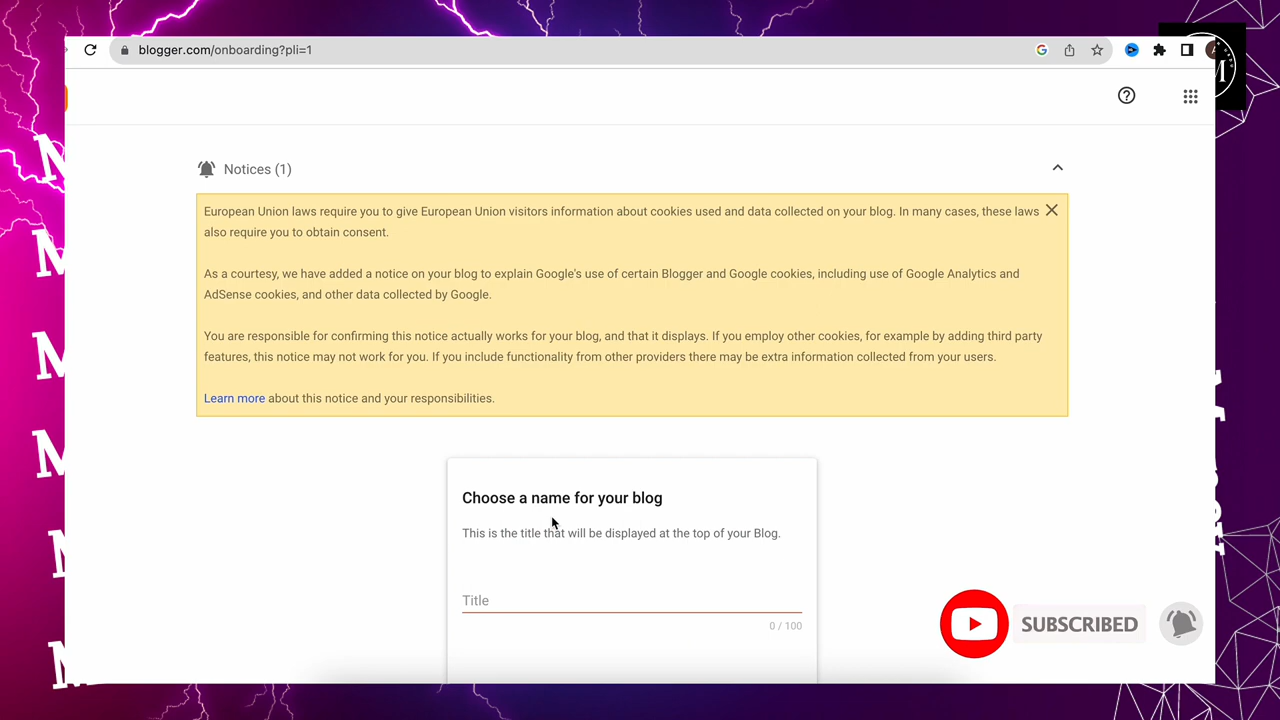 blogger.com/onboarding?pli=1
Notices (1)
European Union laws require you to give European Union visitors information about cookies used and data collected on your blog. In many cases, these laws
also require you to obtain consent.
As a courtesy, we have added a notice on your blog to explain Google's use of certain Blogger and Google cookies, including use of Google Analytics and
AdSense cookies, and other data collected by Google.
You are responsible for confirming this notice actually works for your blog, and that it displays. If you employ other cookies, for example by adding third party
features, this notice may not work for you. If you include functionality from other providers there may be extra information collected from your users.
Learn more about this notice and your responsibilities.
Choose a name for your blog
This is the title that will be displayed at the top of your Blog.
Title
0 / 100
SUBSCRIBED